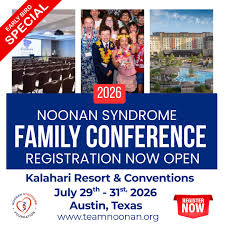 EARLY BIRD
SPECIAL
2026
NOONAN SYNDROME
FAMILY CONFERENCE
REGISTRATION NOW OPEN
Kalahari Resort & Conventions
July 29th - 31st 2026
Austin, Texas
www.teamnoonan.org
REGISTER
NOW